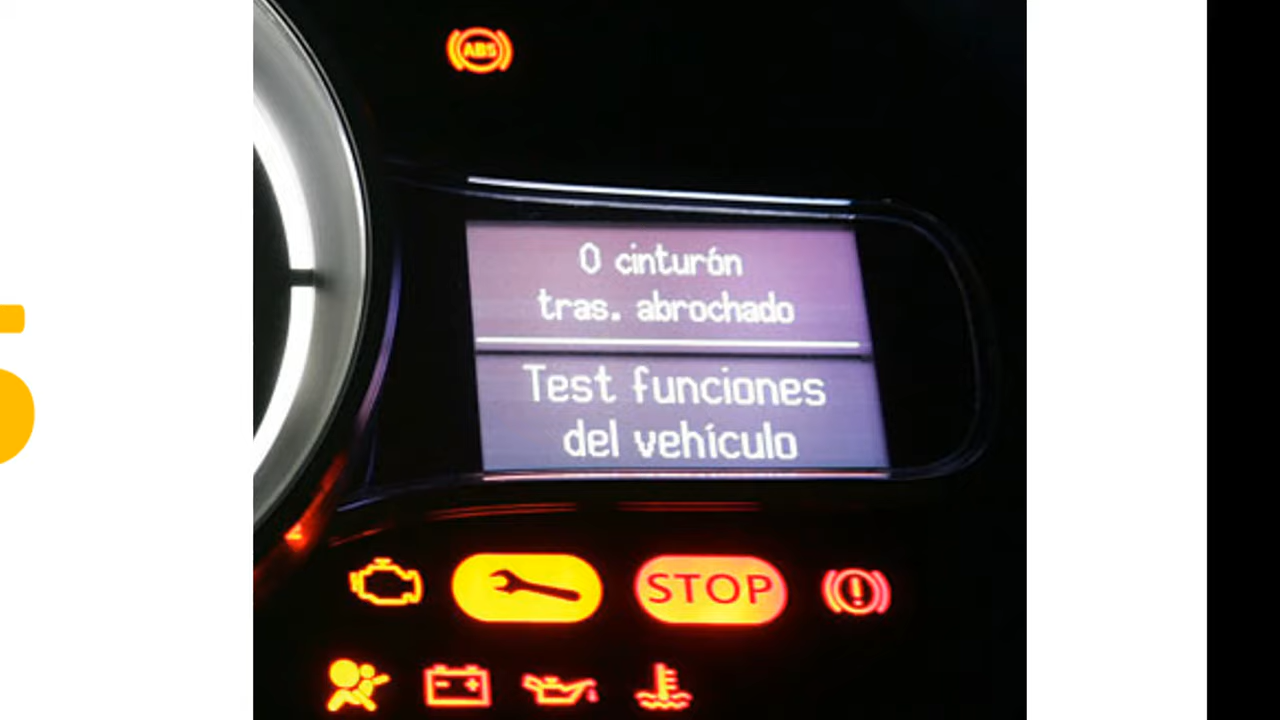 ABS
0 cinturón
tras. abrochado
Test funciones
del vehículo
STOP